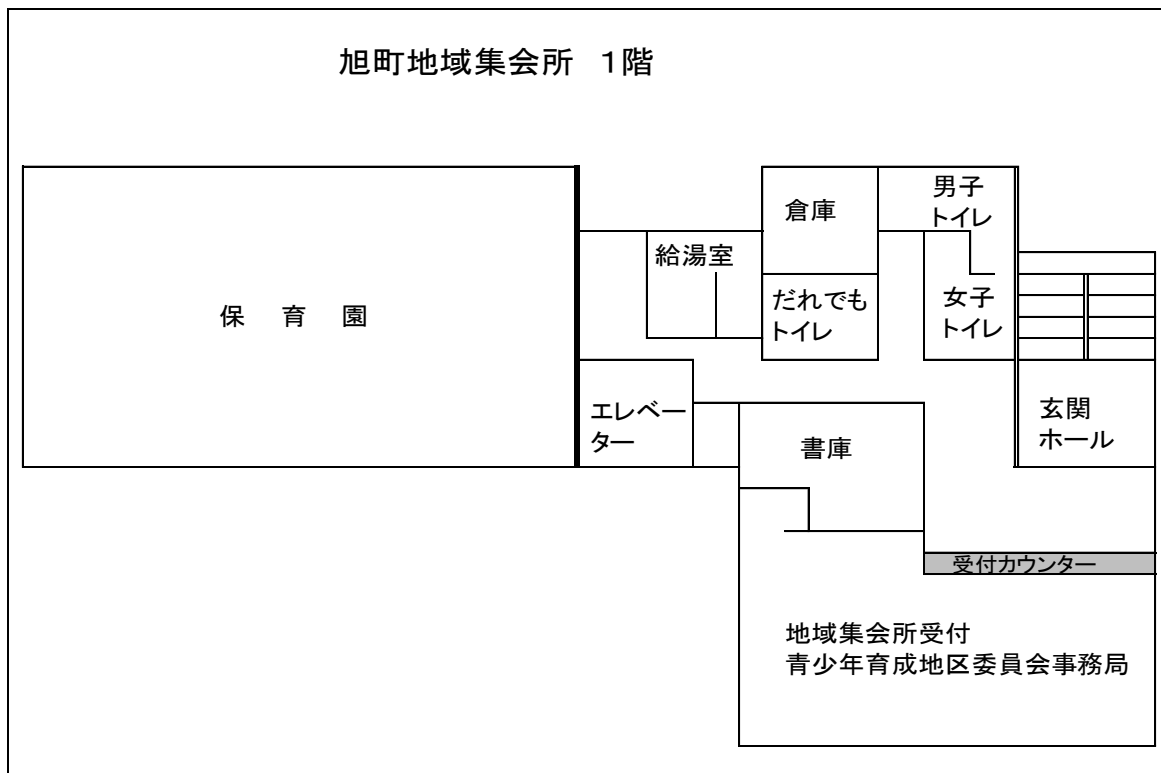 旭町地域集会所　1階
男子
トイレ
倉庫
給湯室
だれでも
トイレ
女子
トイレ
保　育　園
エレベー
ター
玄関
ホール
書庫
受付カウンター
地域集会所受付
青少年育成地区委員会事務局